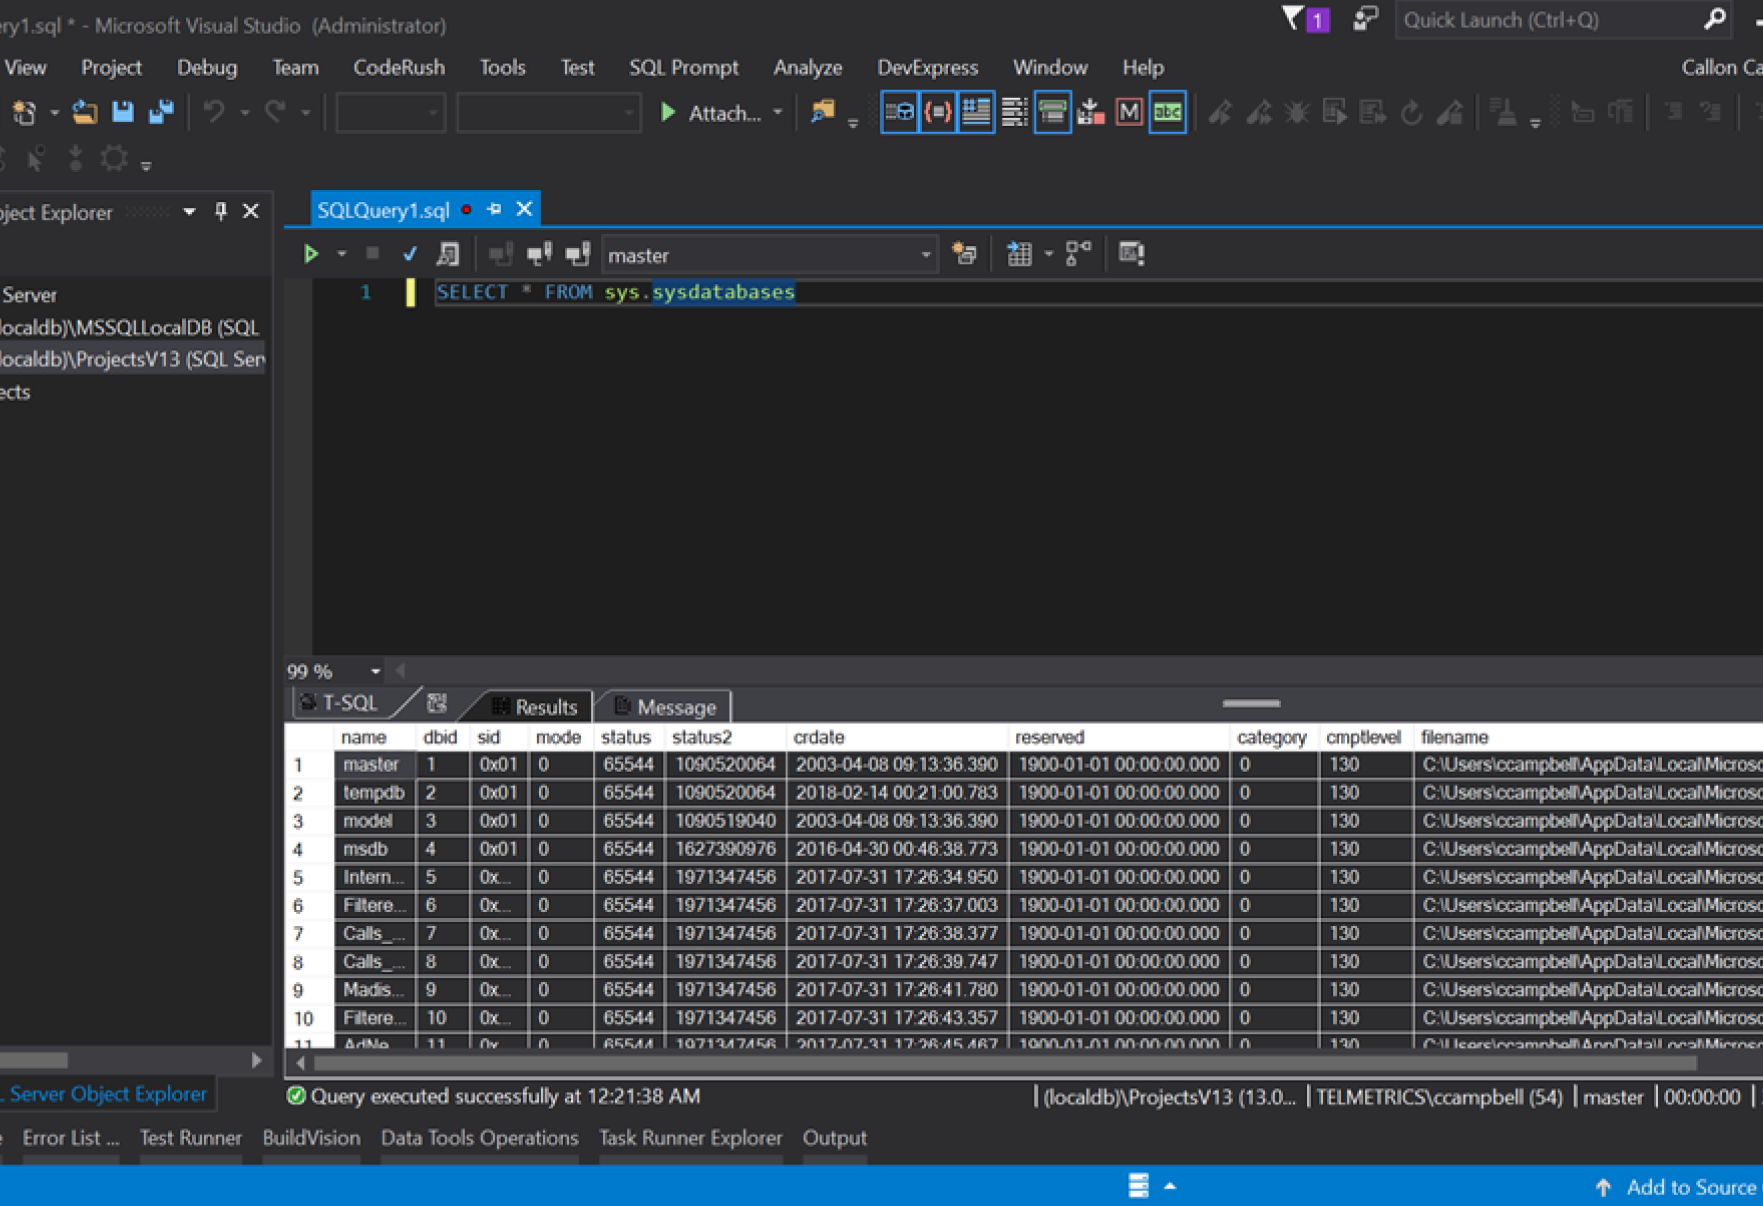 ery1.sql * - Microsoft Visual Studio (Administrator)
1
Quick Launch (Ctrl+Q)
View Project Debug Team CodeRush Tools Test SQL Prompt Analyze DevExpress Window Help
Callon Ca
Attach...
M
abc
bject Explorer
SQLQuery1.sql
master
1 SELECT * FROM sys.sysdatabases
Server
localdb)\MSSQLLocalDB (SQL
localdb)\ProjectsV13 (SQL Serv
ects
99 %
T-SQL
Results
Message
name dbid sid mode status status2 crdate reserved category cmptlevel filename
1 master 1 0x01 0 65544 1090520064 2003-04-08 09:13:36.390 1900-01-01 00:00:00.000 0 130 C:\Users\ccampbell\AppData\Local\Microso
2 tempdb 2 0x01 0 65544 1090520064 2018-02-14 00:21:00.783 1900-01-01 00:00:00.000 0 130 C:\Users\ccampbell\AppData\Local\Microso
3 model 3 0x01 0 65544 1090519040 2003-04-08 09:13:36.390 1900-01-01 00:00:00.000 0 130 C:\Users\ccampbell\AppData\Local\Microso
4 msdb 4 0x01 0 65544 1627390976 2016-04-30 00:46:38.773 1900-01-01 00:00:00.000 0 130 C:\Users\ccampbell\AppData\Local\Microso
5 Intern... 5 0x... 0 65544 1971347456 2017-07-31 17:26:34.950 1900-01-01 00:00:00.000 0 130 C:\Users\ccampbell\AppData\Local\Microso
6 Filtere... 6 0x... 0 65544 1971347456 2017-07-31 17:26:37.003 1900-01-01 00:00:00.000 0 130 C:\Users\ccampbell\AppData\Local\Microso
7 Calls_... 7 0x... 0 65544 1971347456 2017-07-31 17:26:38.377 1900-01-01 00:00:00.000 0 130 C:\Users\ccampbell\AppData\Local\Microso
8 Calls_... 8 0x... 0 65544 1971347456 2017-07-31 17:26:39.747 1900-01-01 00:00:00.000 0 130 C:\Users\ccampbell\AppData\Local\Microso
9 Madis... 9 0x... 0 65544 1971347456 2017-07-31 17:26:41.780 1900-01-01 00:00:00.000 0 130 C:\Users\ccampbell\AppData\Local\Microso
10 Filtere... 10 0x... 0 65544 1971347456 2017-07-31 17:26:43.357 1900-01-01 00:00:00.000 0 130 C:\Users\ccampbell\AppData\Local\Microso
11 AdNe... 11 0x... 0 65544 1971347456 2017-07-31 17:26:45.467 1900-01-01 00:00:00.000 0 130 C:\Users\ccampbell\AppData\Local\Microso
Server Object Explorer
Query executed successfully at 12:21:38 AM
(localdb)\ProjectsV13 (13.0... TELMETRICS\ccampbell (54) master 00:00:00
Error List ... Test Runner BuildVision Data Tools Operations Task Runner Explorer Output
Add to Source